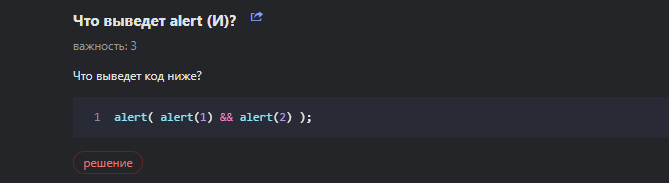 Что выведет alert (И)?
важность: 3
Что выведет код ниже?
1 alert( alert(1) && alert(2) );
решение